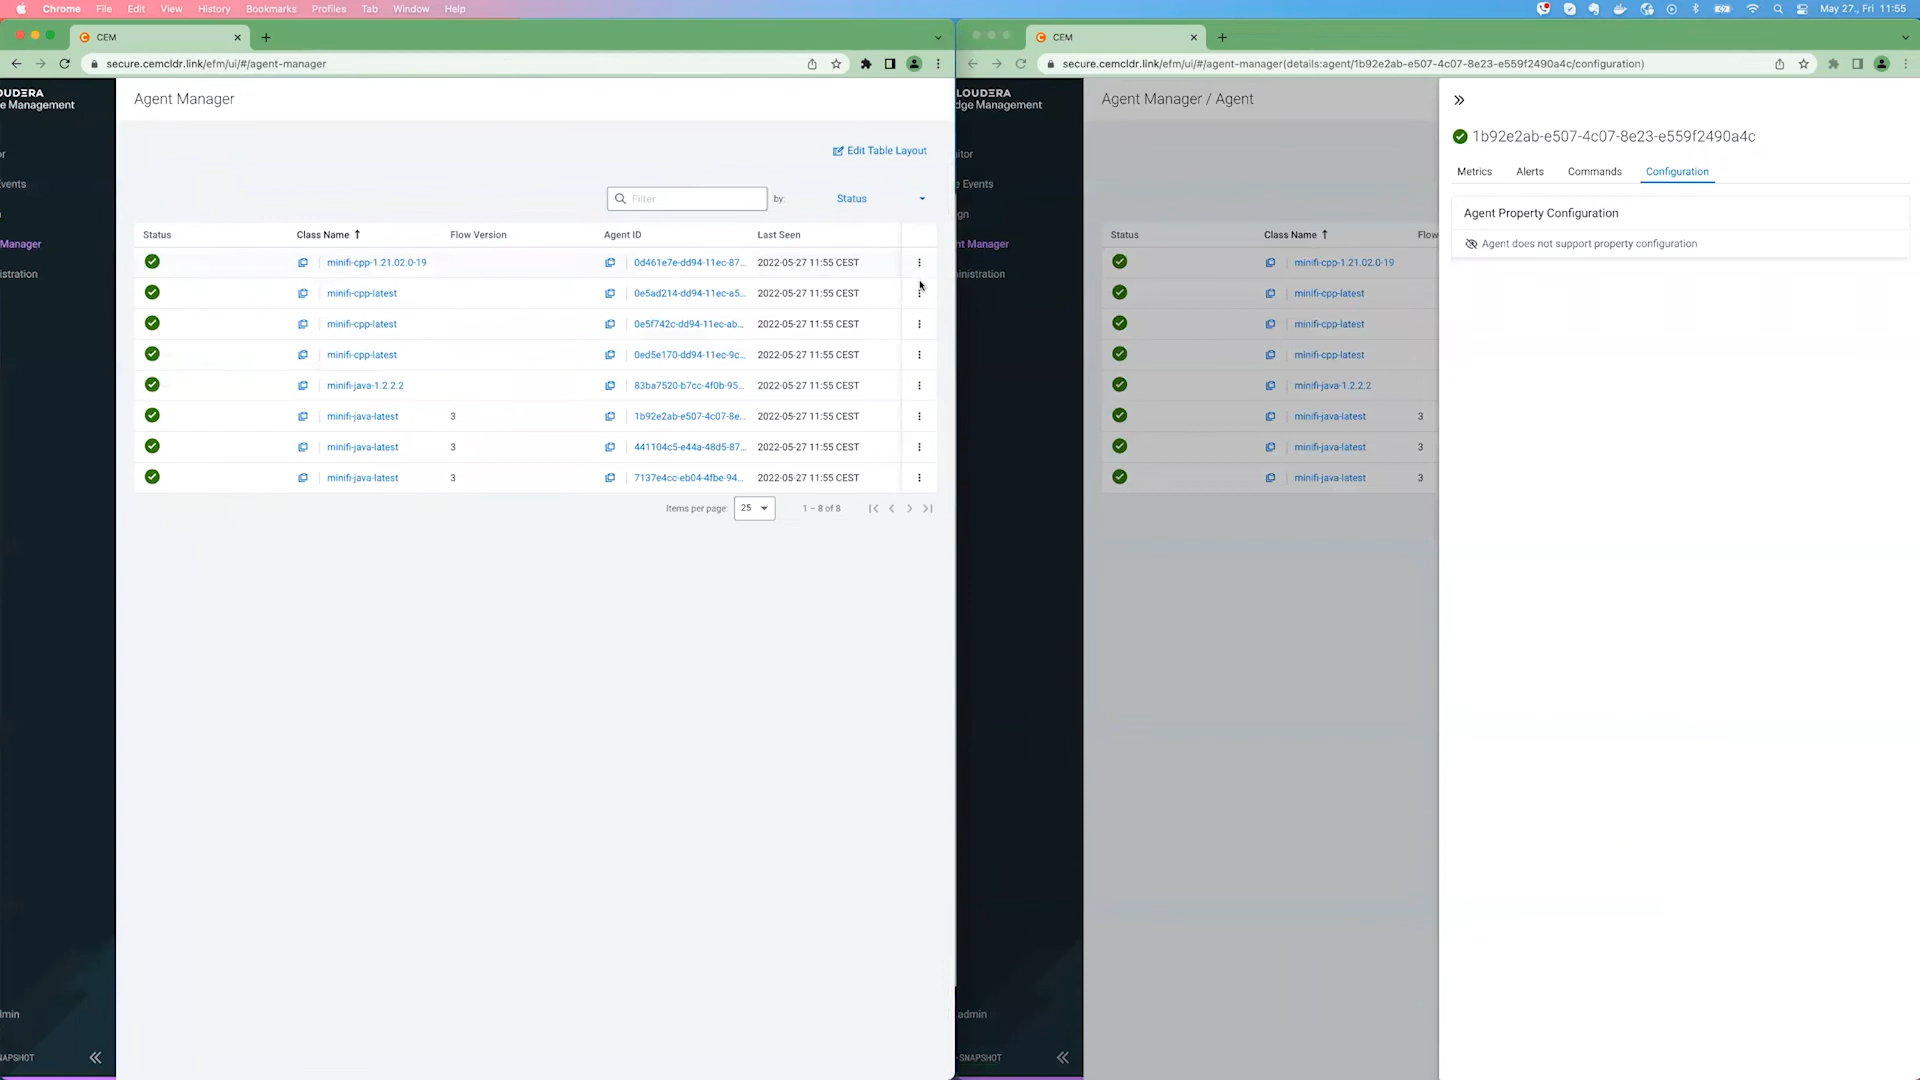 Chrome File Edit View History Bookmarks Profiles Tab Window Help
May 27., Fri 11:55
CEM
secure.cemcldr.link/efm/ui/#/agent-manager
OUDERA
e Management
or
vents
Manager
istration
dmin
APSHOT
Agent Manager
Edit Table Layout
Filter by: Status
Status Class Name ↑ Flow Version Agent ID Last Seen
minifi-cpp-1.21.02.0-19 0d461e7e-dd94-11ec-87... 2022-05-27 11:55 CEST
minifi-cpp-latest 0e5ad214-dd94-11ec-a5... 2022-05-27 11:55 CEST
minifi-cpp-latest 0e5f742c-dd94-11ec-ab... 2022-05-27 11:55 CEST
minifi-cpp-latest 0ed5e170-dd94-11ec-9c... 2022-05-27 11:55 CEST
minifi-java-1.2.2.2 83ba7520-b7cc-4f0b-95... 2022-05-27 11:55 CEST
minifi-java-latest 3 1b92e2ab-e507-4c07-8e... 2022-05-27 11:55 CEST
minifi-java-latest 3 441104c5-e44a-48d5-87... 2022-05-27 11:55 CEST
minifi-java-latest 3 7137e4cc-eb04-4fbe-94... 2022-05-27 11:55 CEST
Items per page: 25 1 – 8 of 8
CEM
secure.cemcldr.link/efm/ui/#/agent-manager(details:agent/1b92e2ab-e507-4c07-8e23-e559f2490a4c/configuration)
LOUDERA
dge Management
itor
e Events
gn
nt Manager
inistration
admin
-SNAPSHOT
Agent Manager / Agent
Status Class Name ↑ Flow
minifi-cpp-1.21.02.0-19
minifi-cpp-latest
minifi-cpp-latest
minifi-cpp-latest
minifi-java-1.2.2.2
minifi-java-latest 3
minifi-java-latest 3
minifi-java-latest 3
1b92e2ab-e507-4c07-8e23-e559f2490a4c
Metrics Alerts Commands Configuration
Agent Property Configuration
Agent does not support property configuration